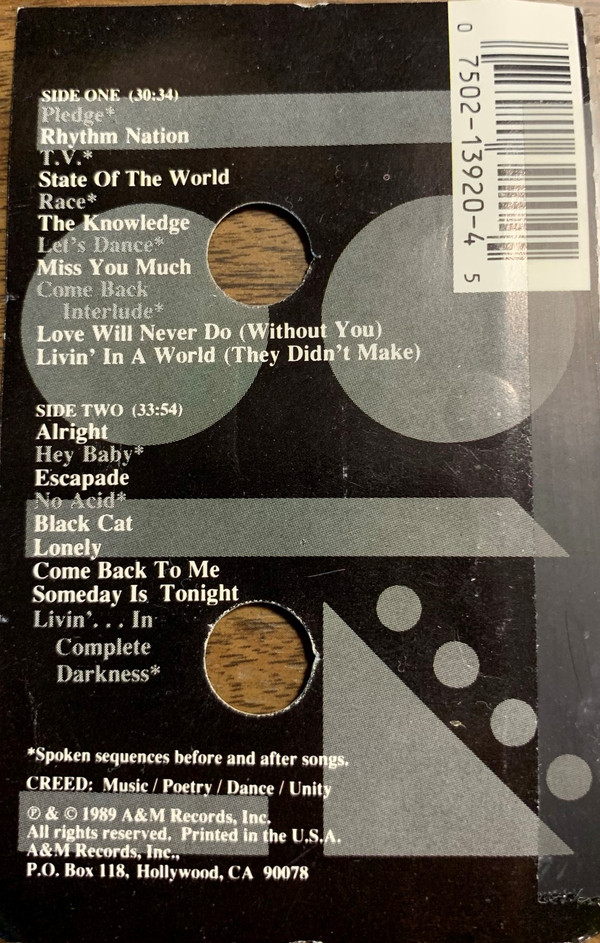 0 7502-13920-4 5
SIDE ONE (30:34)
Pledge*
Rhythm Nation
T.V.*
State Of The World
Race*
The Knowledge
Let's Dance*
Miss You Much
Come Back
Interlude*
Love Will Never Do (Without You)
Livin' In A World (They Didn't Make)
SIDE TWO (33:54)
Alright
Hey Baby*
Escapade
No Acid*
Black Cat
Lonely
Come Back To Me
Someday Is Tonight
Livin'. . . In
Complete
Darkness*
*Spoken sequences before and after songs.
CREED: Music / Poetry / Dance / Unity
℗ & © 1989 A&M Records, Inc.
All rights reserved. Printed in the U.S.A.
A&M Records, Inc.,
P.O. Box 118, Hollywood, CA 90078